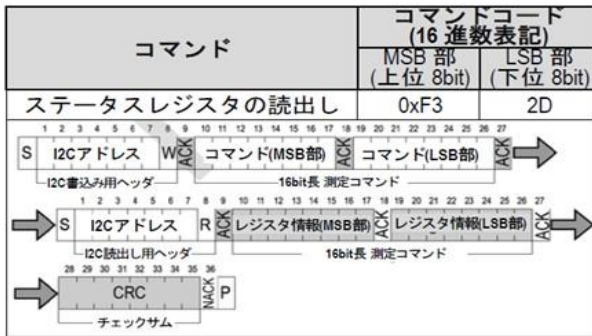 コマンド
コマンドコード
(16 進数表記)
MSB 部
(上位 8bit)
LSB 部
(下位 8bit)
ステータスレジスタの読出し
0xF3
2D
1 2 3 4 5 6 7 8 9 10 11 12 13 14 15 16 17 18 19 20 21 22 23 24 25 26 27
S I2Cアドレス W ACK コマンド(MSB部) ACK コマンド(LSB部) ACK
I2C書込み用ヘッダ 16bit長 測定コマンド
1 2 3 4 5 6 7 8 9 10 11 12 13 14 15 16 17 18 19 20 21 22 23 24 25 26 27
S I2Cアドレス R ACK レジスタ情報(MSB部) ACK レジスタ情報(LSB部) ACK
I2C読出し用ヘッダ 16bit長 測定コマンド
28 29 30 31 32 33 34 35 36
CRC NACK P
チェックサム